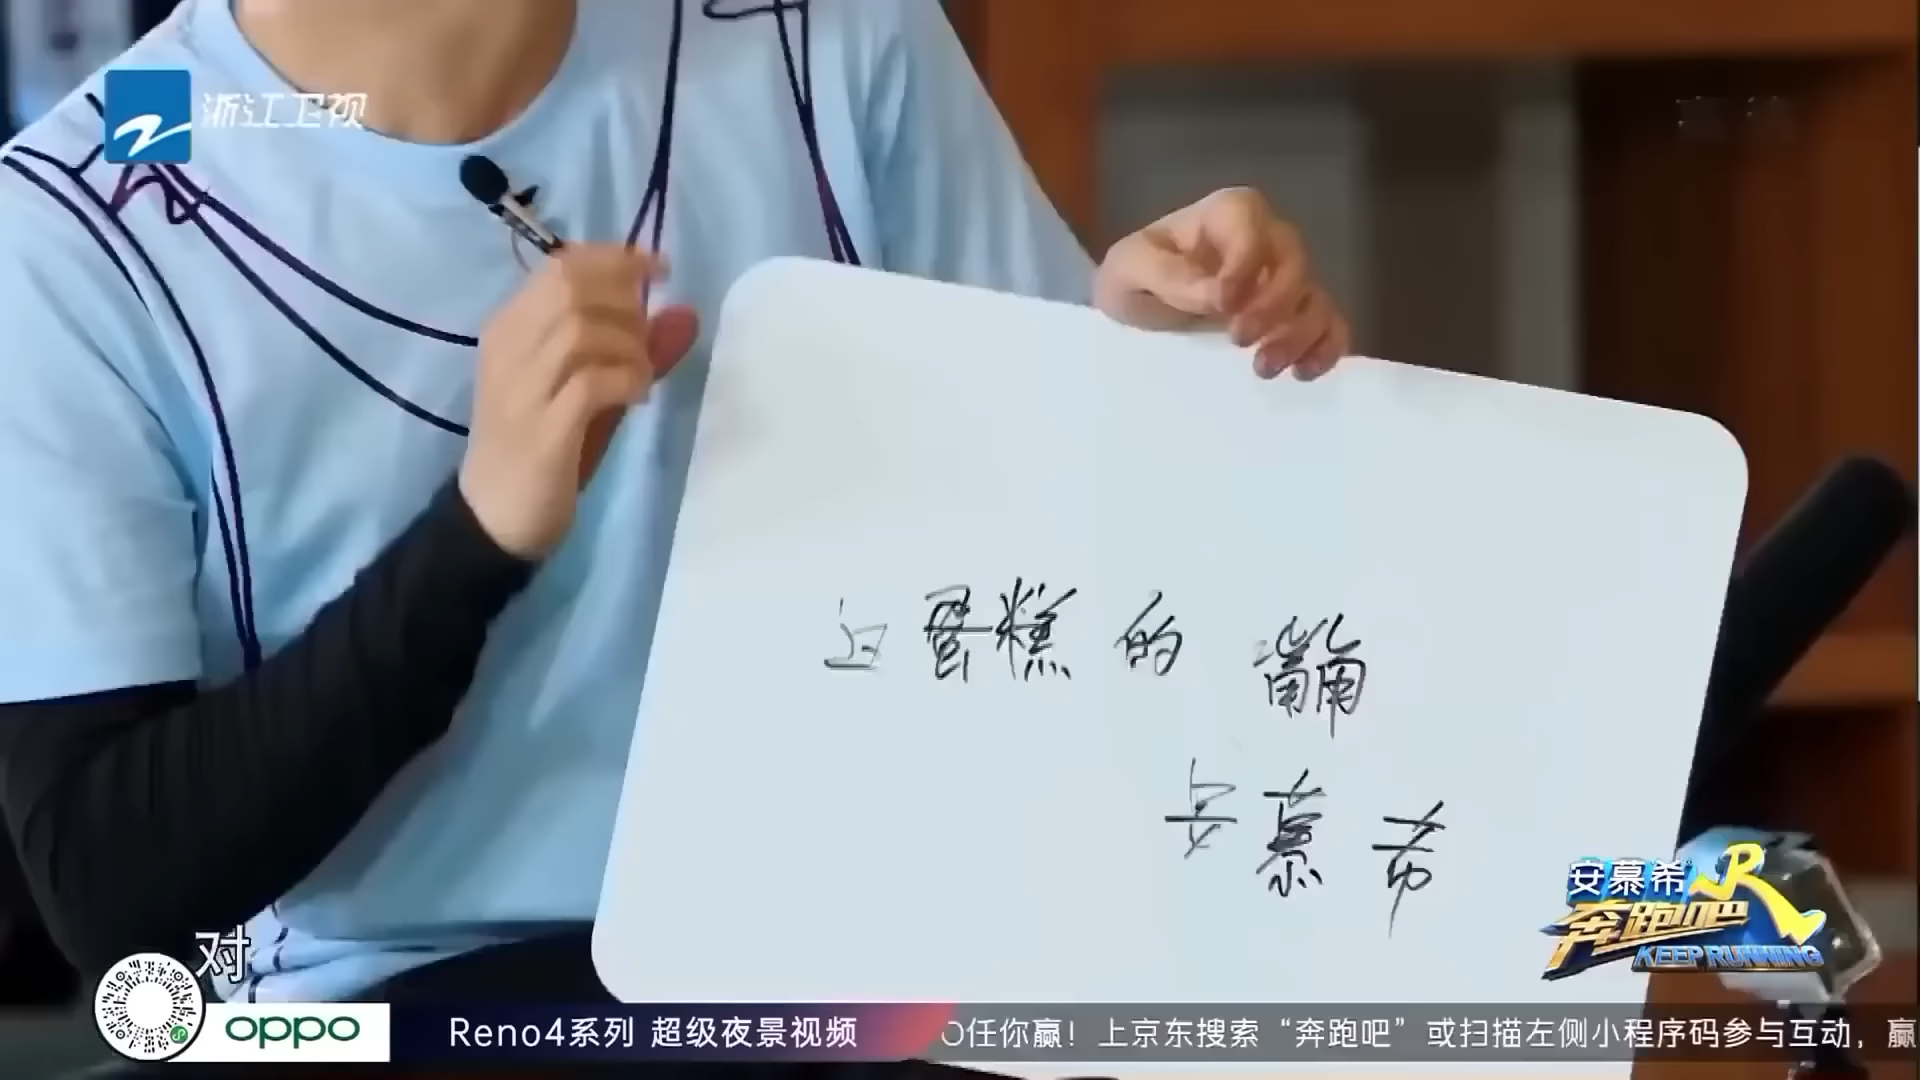 浙江卫视
蛋糕的
安慕希
安慕希
奔跑吧
KEEP RUNNING
对
oppo
Reno4系列 超级夜景视频
任你赢！上京东搜索“奔跑吧”或扫描左侧小程序码参与互动，赢